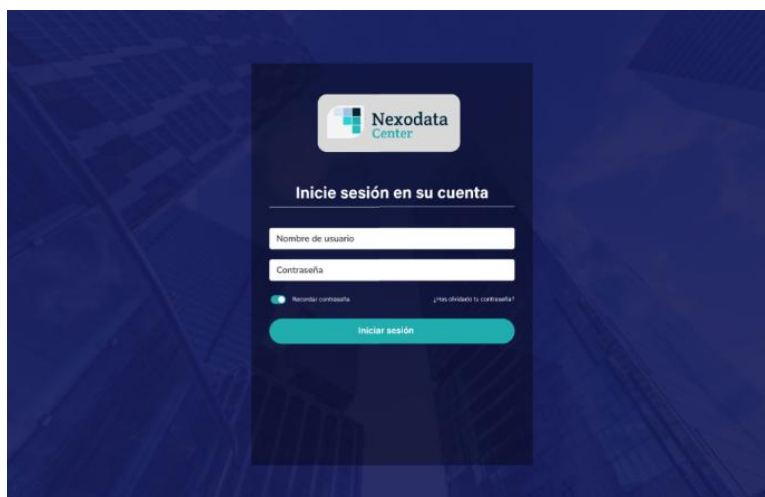 Nexodata
Center
Inicie sesión en su cuenta
Nombre de usuario
Contraseña
Recordar contraseña
¿Has olvidado tu contraseña?
Iniciar sesión